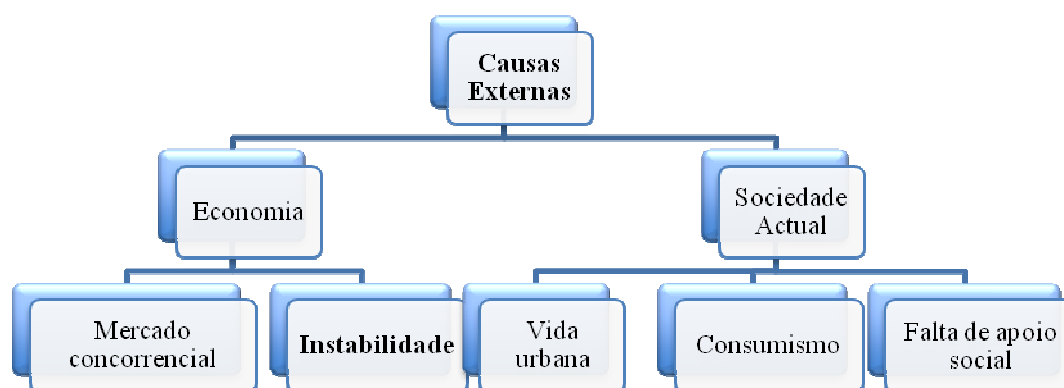 Causas
Externas
Economia
Sociedade
Actual
Mercado
concorrencial
Instabilidade
Vida
urbana
Consumismo
Falta de apoio
social